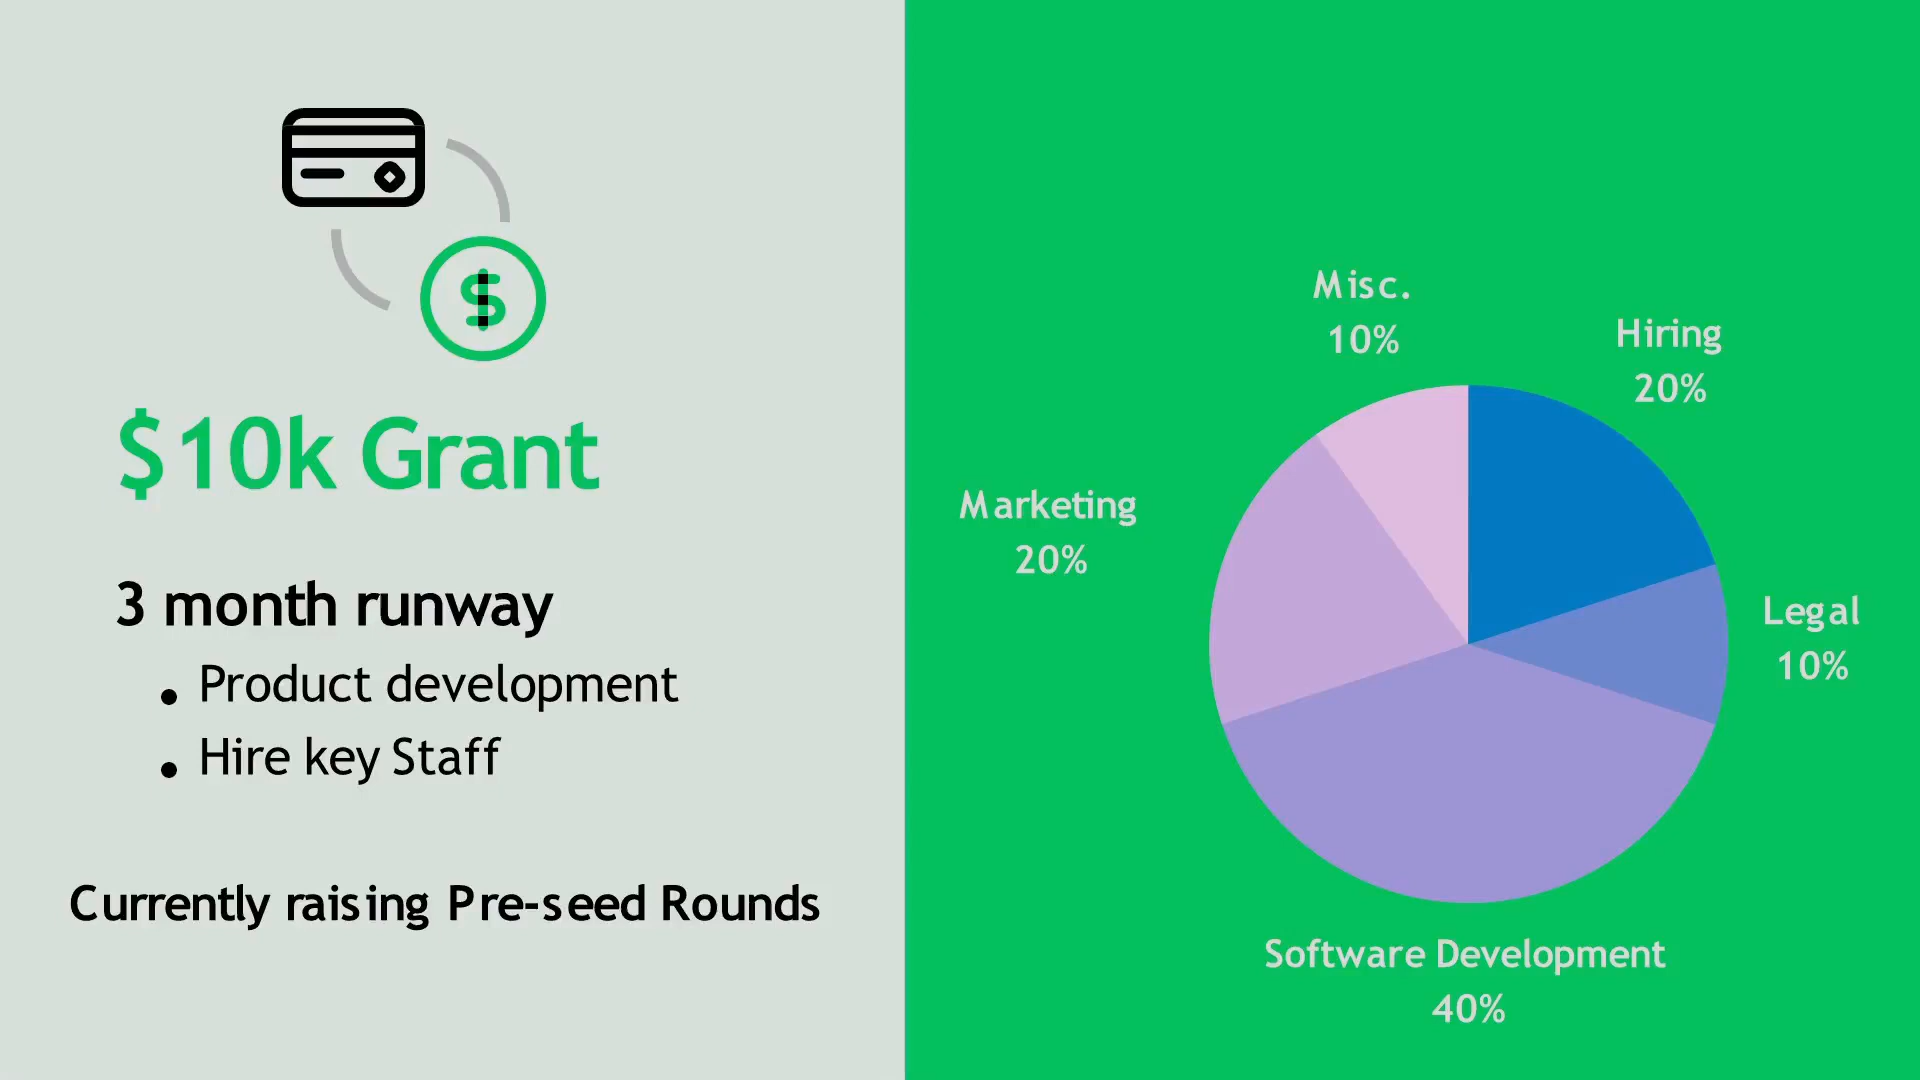 $10k Grant
3 month runway
• Product development
• Hire key Staff
Currently raising Pre-seed Rounds
Misc.
10%
Hiring
20%
Marketing
20%
Legal
10%
Software Development
40%